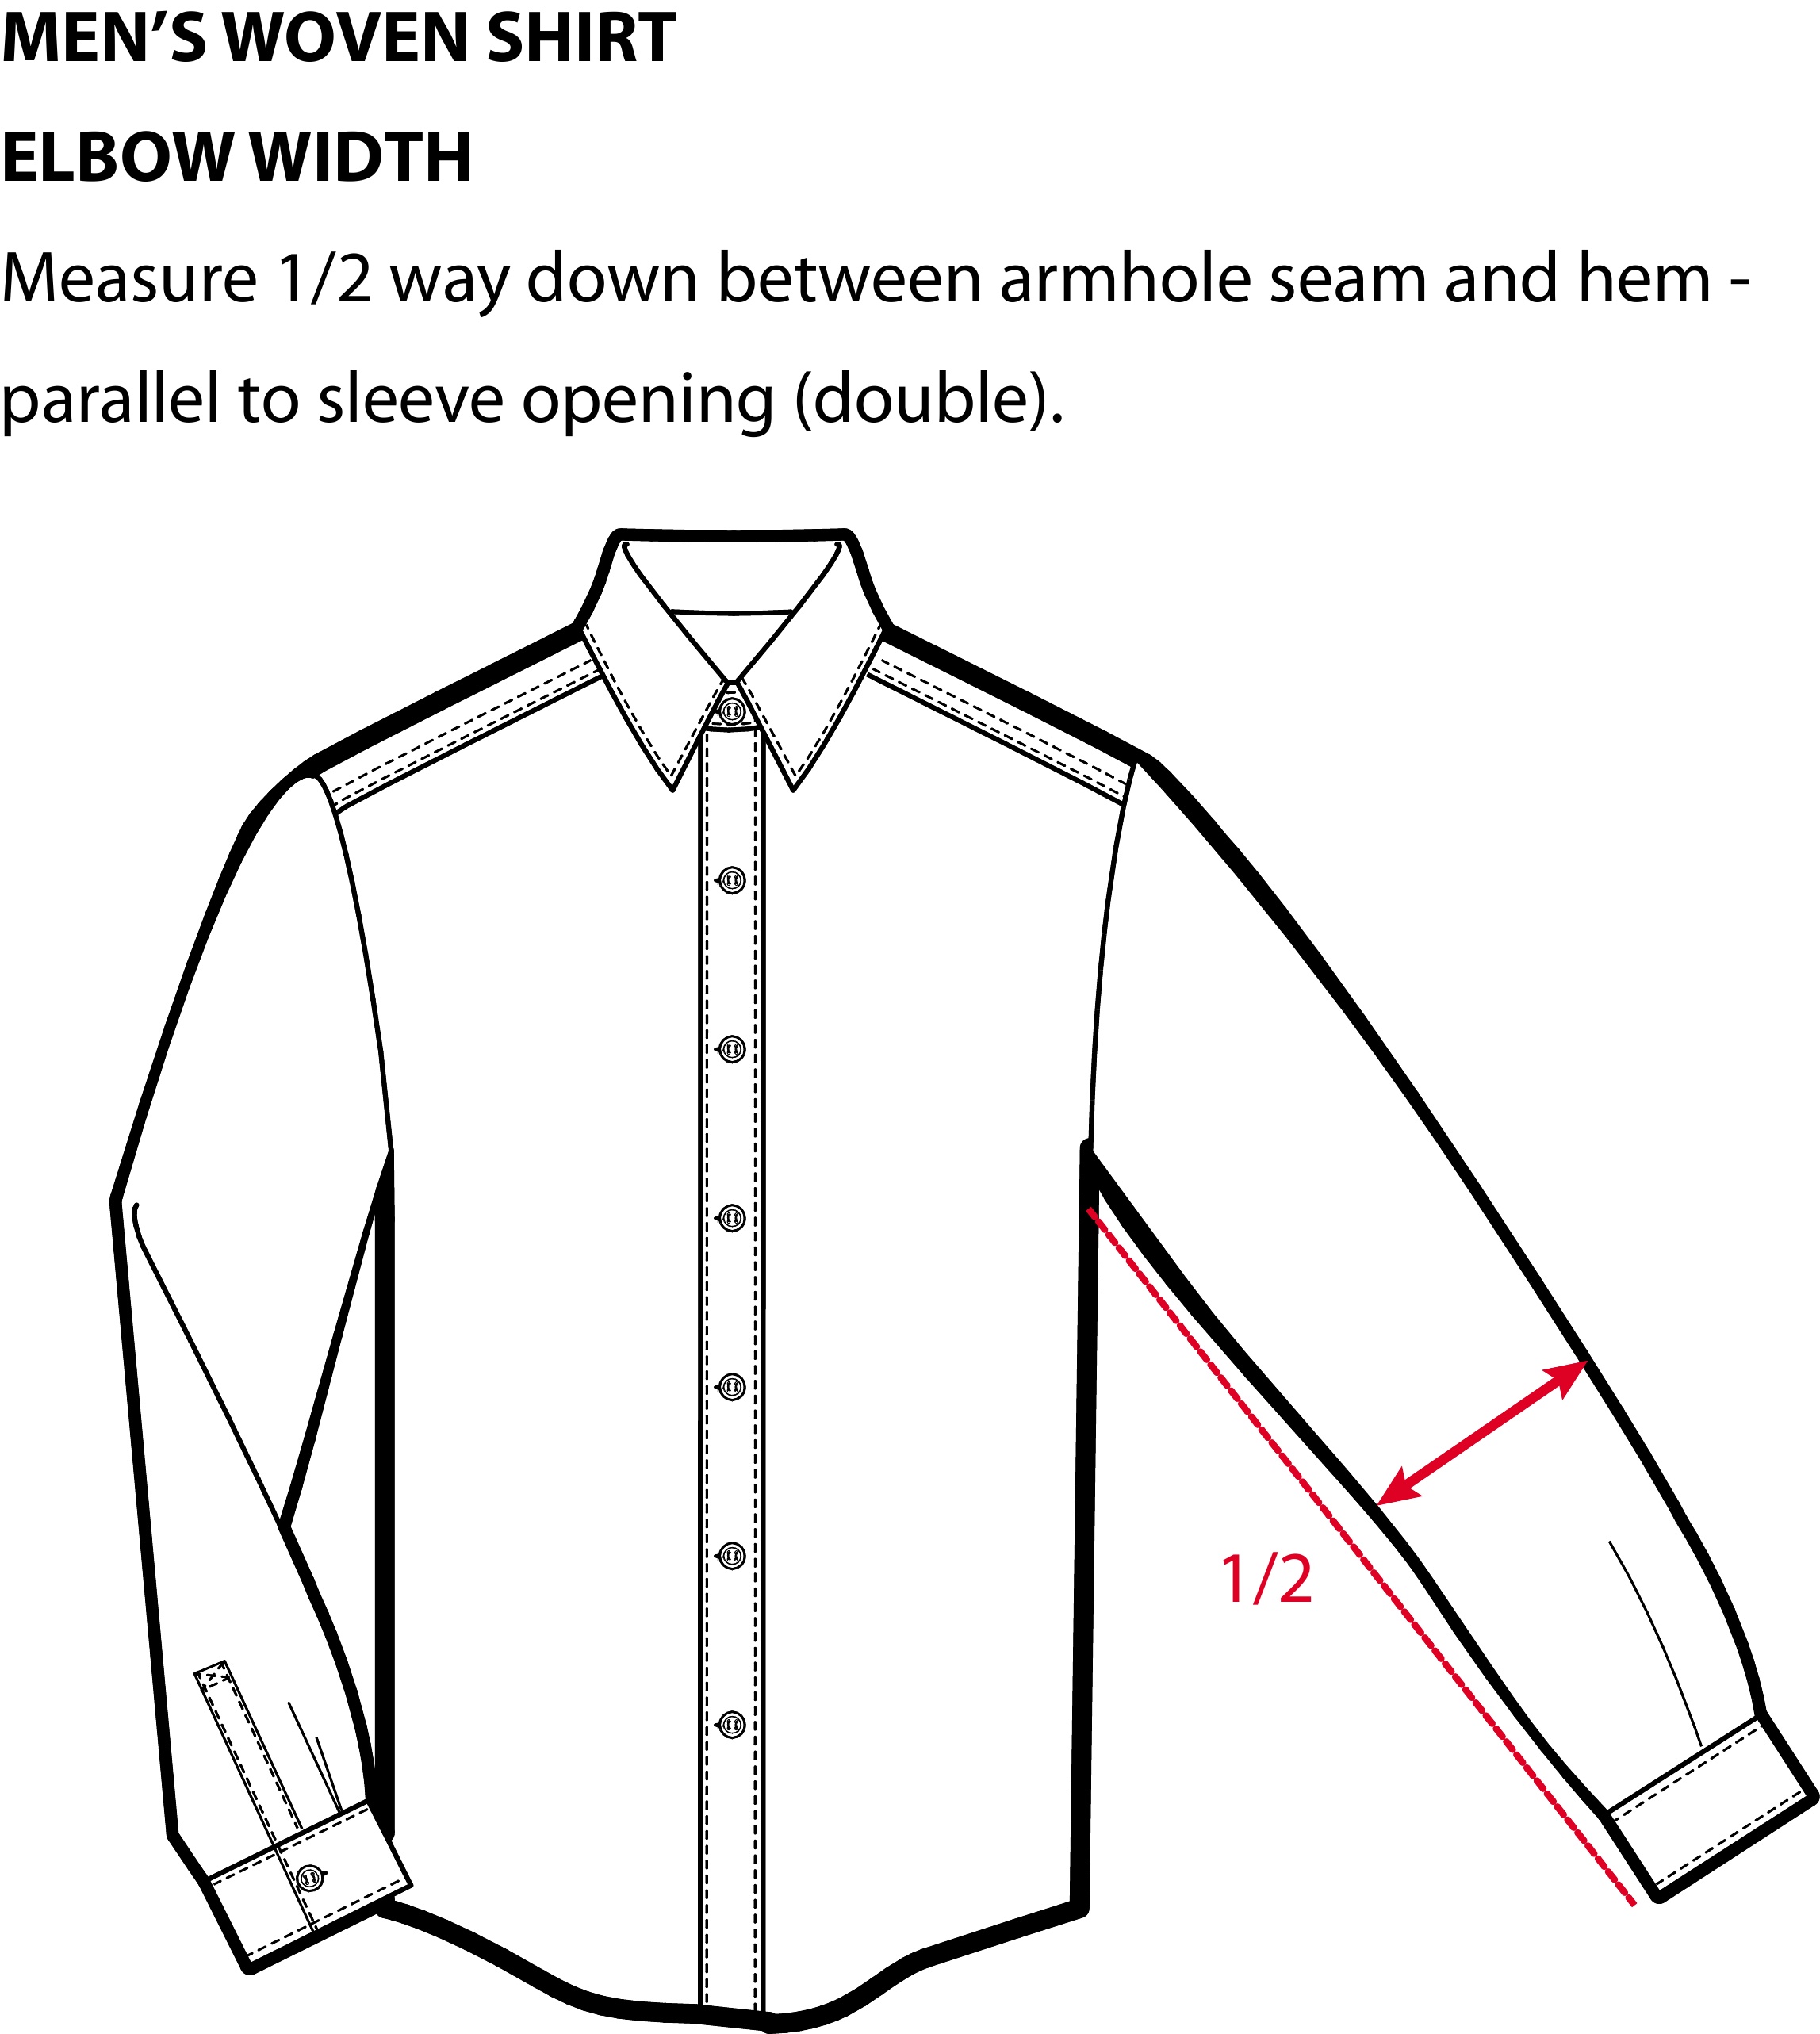 MEN’S WOVEN SHIRT
ELBOW WIDTH
Measure 1/2 way down between armhole seam and hem -
parallel to sleeve opening (double).
1/2